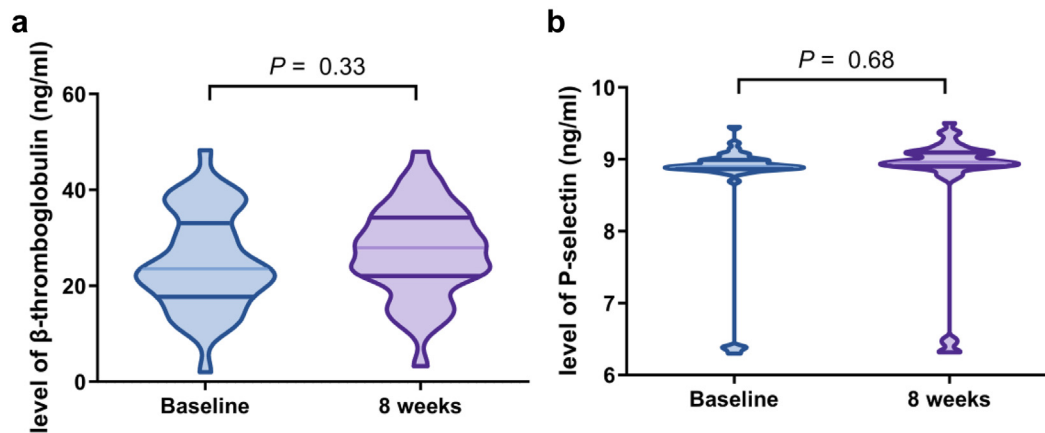 a
P = 0.33
level of β-thromboglobulin (ng/ml)
60
40
20
0
Baseline
8 weeks
b
P = 0.68
level of P-selectin (ng/ml)
10
9
8
7
6
Baseline
8 weeks